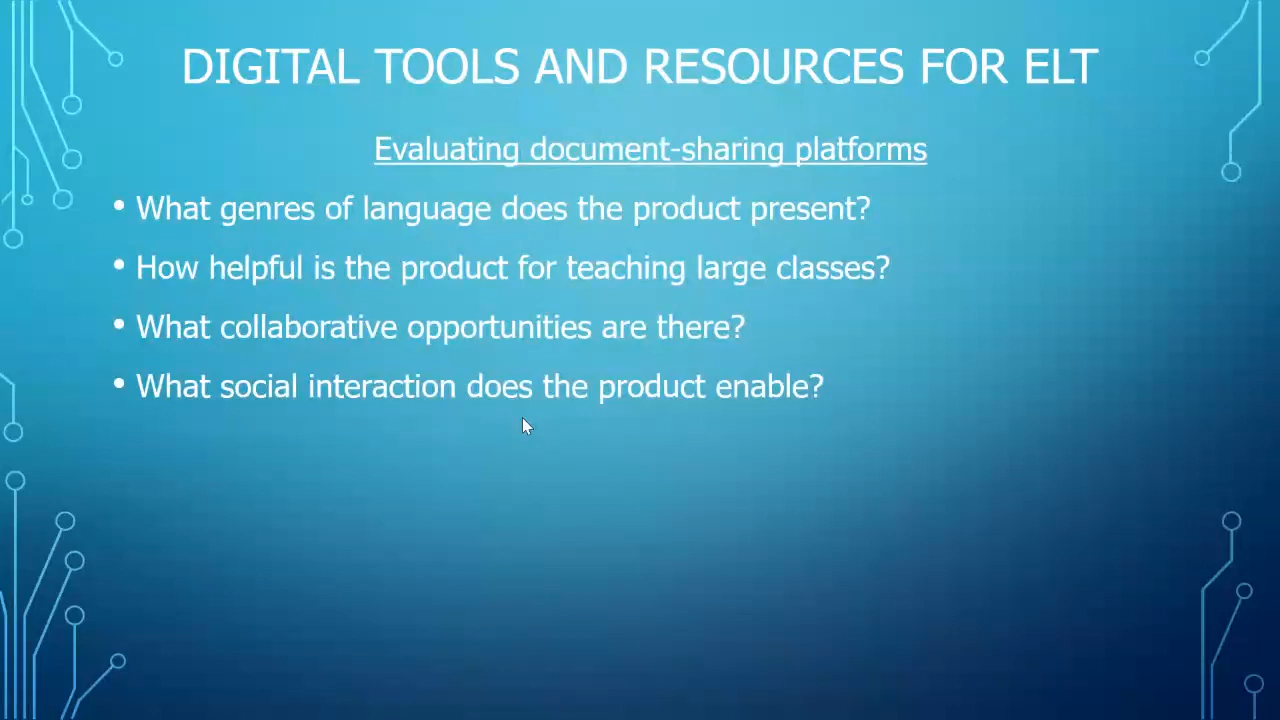 DIGITAL TOOLS AND RESOURCES FOR ELT
Evaluating document-sharing platforms
• What genres of language does the product present?
• How helpful is the product for teaching large classes?
• What collaborative opportunities are there?
• What social interaction does the product enable?